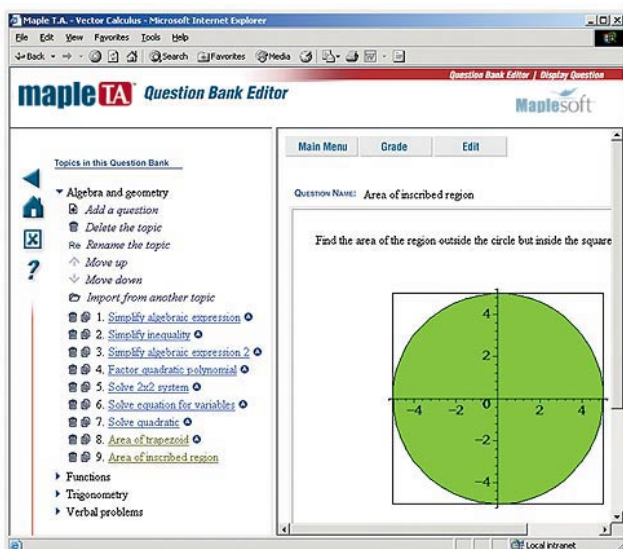 Maple T.A. - Vector Calculus - Microsoft Internet Explorer
File Edit View Favorites Tools Help
Back Search Favorites Media
Question Bank Editor | Display Question
maple TA Question Bank Editor
Maplesoft
Topics in this Question Bank
Algebra and geometry
Add a question
Delete the topic
Re Rename the topic
Move up
Move down
Import from another topic
1. Simplify algebraic expression
2. Simplify inequality
3. Simplify algebraic expression 2
4. Factor quadratic polynomial
5. Solve 2x2 system
6. Solve equation for variables
7. Solve quadratic
8. Area of trapezoid
9. Area of inscribed region
Functions
Trigonometry
Verbal problems
Main Menu Grade Edit
Question Name: Area of inscribed region
Find the area of the region outside the circle but inside the square
4
2
-4 -2 0 2 4
-2
-4
Local intranet